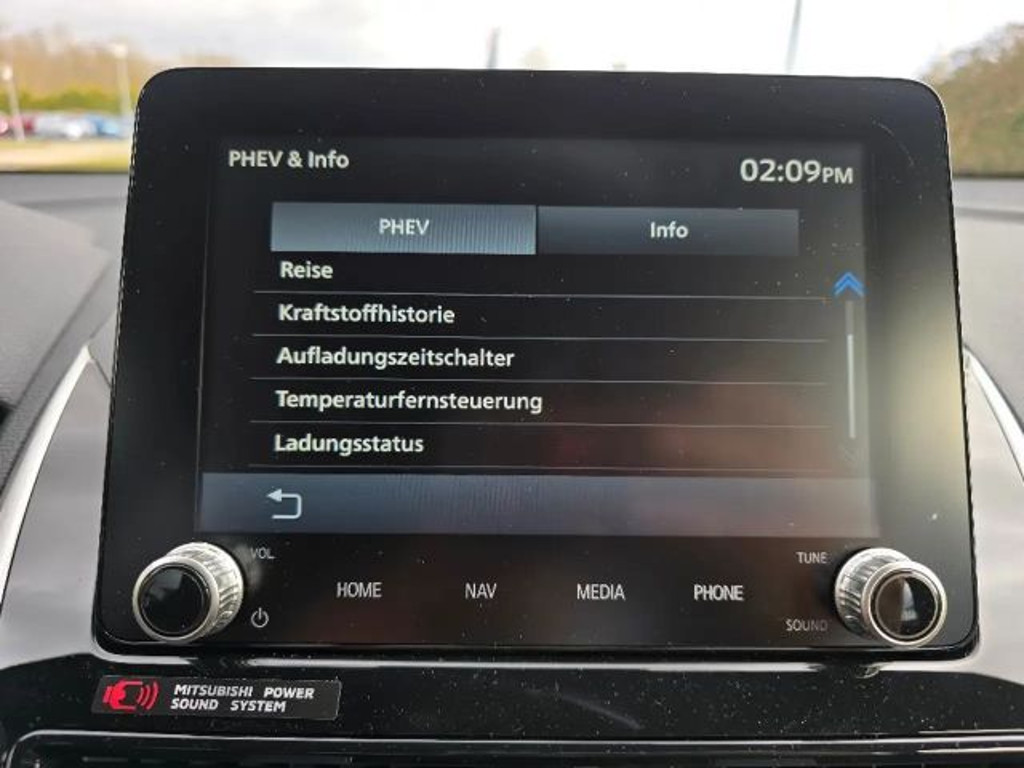 PHEV & Info
02:09PM
PHEV Info
Reise
Kraftstoffhistorie
Aufladungszeitschalter
Temperaturfernsteuerung
Ladungsstatus
VOL
TUNE
HOME NAV MEDIA PHONE
SOUND
MITSUBISHI POWER
SOUND SYSTEM